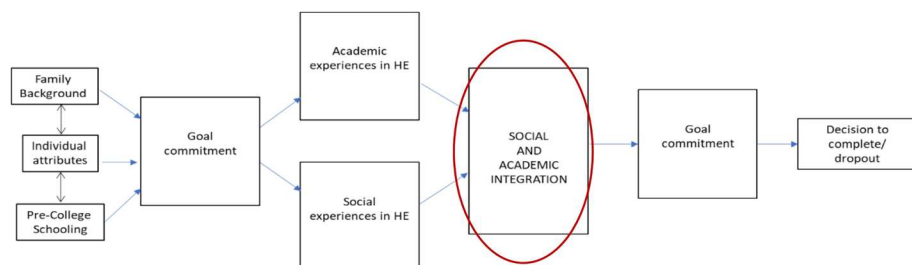 Family
Background
Individual
attributes
Pre-College
Schooling
Goal
commitment
Academic
experiences in HE
Social
experiences in HE
SOCIAL
AND
ACADEMIC
INTEGRATION
Goal
commitment
Decision to
complete/
dropout